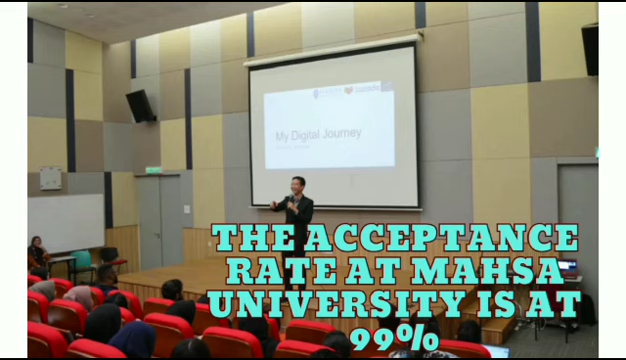 My Digital Journey
THE ACCEPTANCE
RATE AT MAHSA
UNIVERSITY IS AT
99%